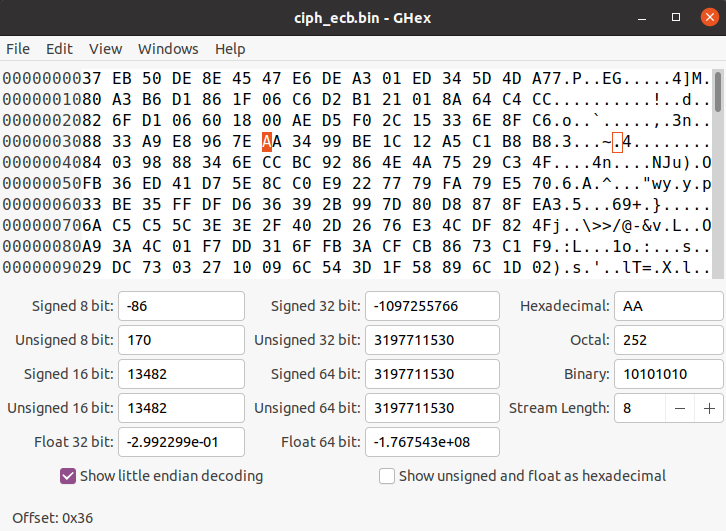 ciph_ecb.bin - GHex
File Edit View Windows Help
0000000037 EB 50 DE 8E 45 47 E6 DE A3 01 ED 34 5D 4D A77.P..EG.....4]M.
0000001080 A3 B6 D1 86 1F 06 C6 D2 B1 21 01 8A 64 C4 CC..........!..d..
0000002082 6F D1 06 60 18 00 AE D5 F0 2C 15 33 6E 8F C6.o..`.....,.3n..
0000003088 33 A9 E8 96 7E AA 34 99 BE 1C 12 A5 C1 B8 B8.3...~.4........
0000004084 03 98 88 34 6E CC BC 92 86 4E 4A 75 29 C3 4F....4n....NJu).O
00000050FB 36 ED 41 D7 5E 8C C0 E9 22 77 79 FA 79 E5 70.6.A.^..."wy.y.p
0000006033 BE 35 FF DF D6 36 39 2B 99 7D 80 D8 87 8F EA3.5...69+.}.....
000000706A C5 C5 5C 3E 3E 2F 40 2D 26 76 E3 4C DF 82 4Fj..\>>/@-&v.L..O
00000080A9 3A 4C 01 F7 DD 31 6F FB 3A CF CB 86 73 C1 F9.:L...1o.:...s..
0000009029 DC 73 03 27 10 09 6C 54 3D 1F 58 89 6C 1D 02).s.'..lT=.X.l..
Signed 8 bit: -86 Signed 32 bit: -1097255766 Hexadecimal: AA
Unsigned 8 bit: 170 Unsigned 32 bit: 3197711530 Octal: 252
Signed 16 bit: 13482 Signed 64 bit: 3197711530 Binary: 10101010
Unsigned 16 bit: 13482 Unsigned 64 bit: 3197711530 Stream Length: 8 − +
Float 32 bit: -2.992299e-01 Float 64 bit: -1.767543e+08
Show little endian decoding Show unsigned and float as hexadecimal
Offset: 0x36